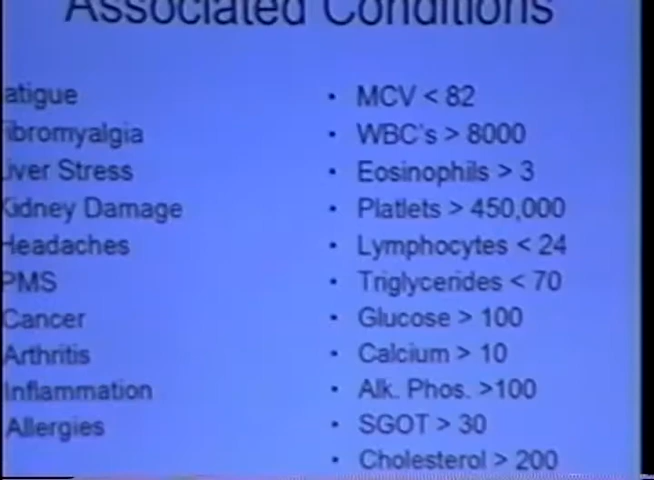 Associated Conditions
atigue
ibromyalgia
iver Stress
Kidney Damage
Headaches
PMS
Cancer
Arthritis
Inflammation
Allergies
• MCV < 82
• WBC's > 8000
• Eosinophils > 3
• Platlets > 450,000
• Lymphocytes < 24
• Triglycerides < 70
• Glucose > 100
• Calcium > 10
• Alk. Phos. >100
• SGOT > 30
• Cholesterol > 200